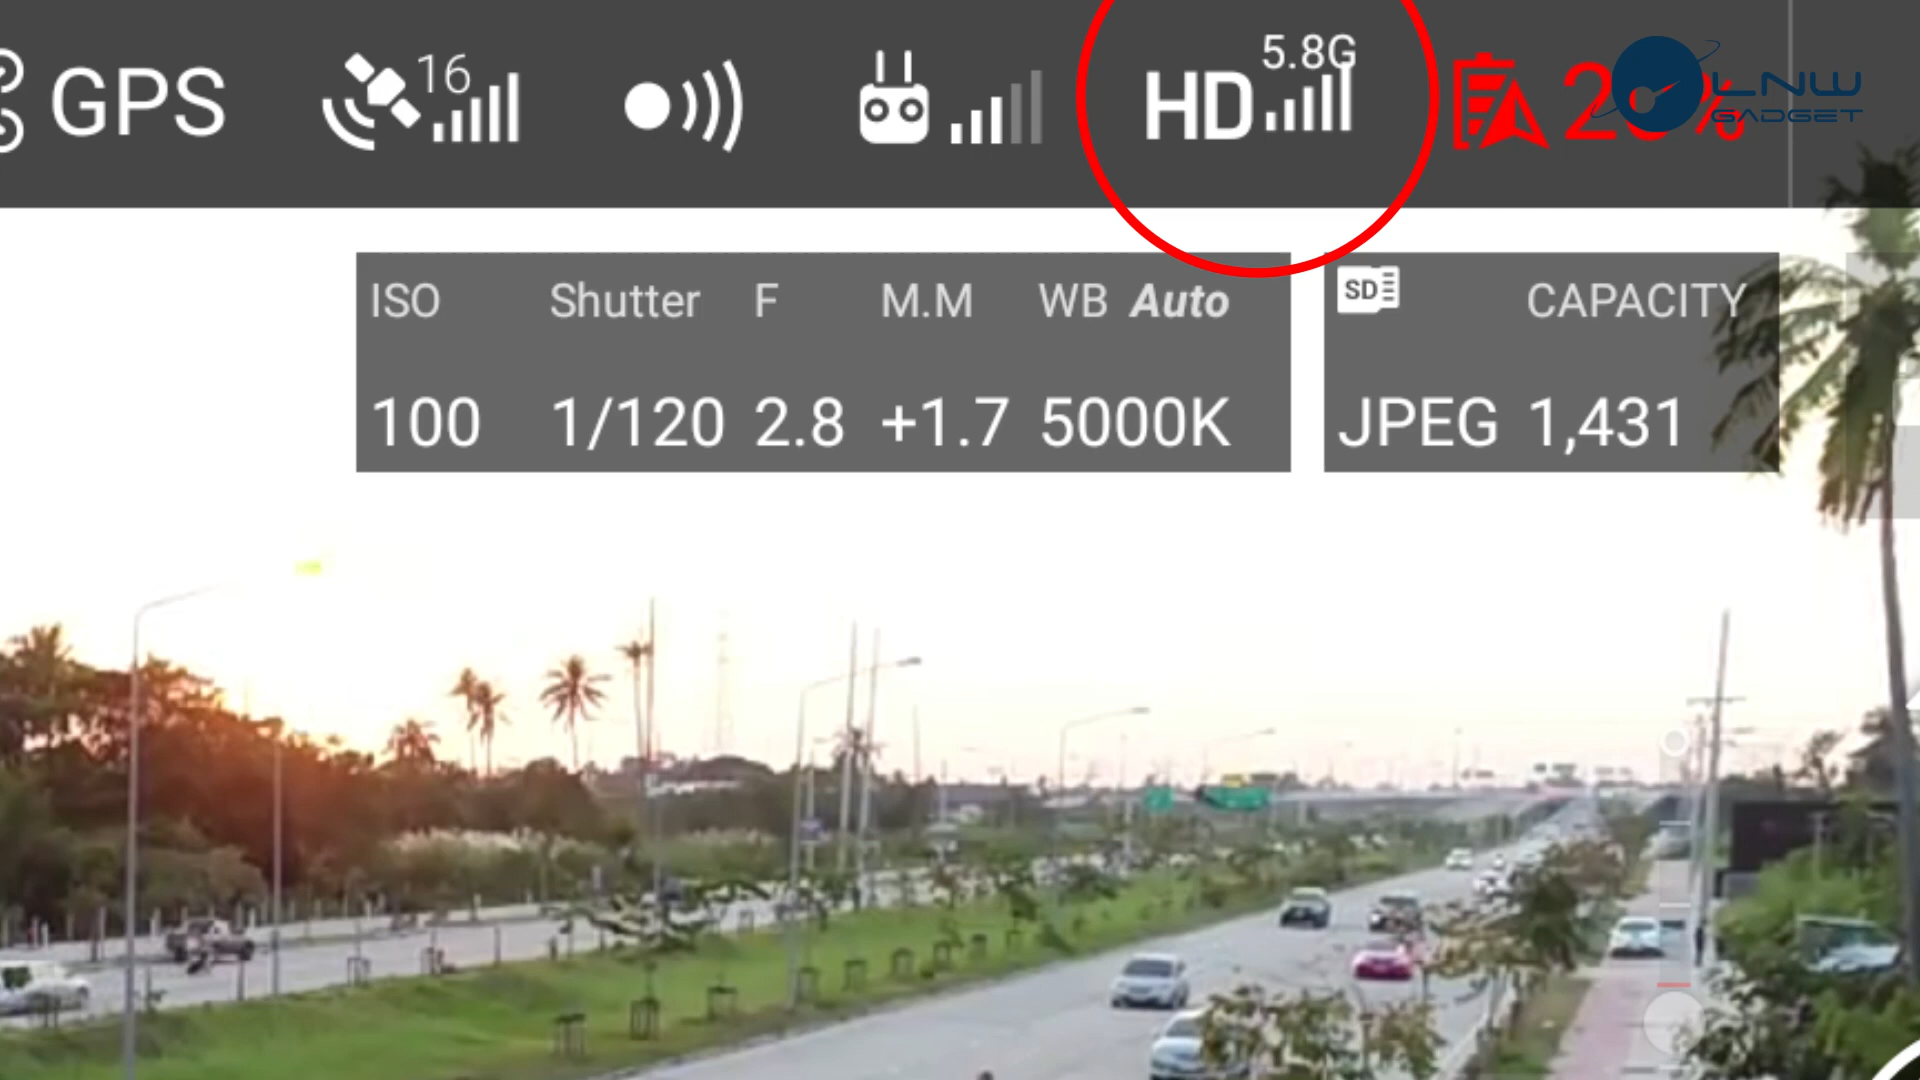 GPS 16 HD 5.8G
LNW
GADGET
ISO Shutter F M.M WB Auto
100 1/120 2.8 +1.7 5000K
SD CAPACITY
JPEG 1,431